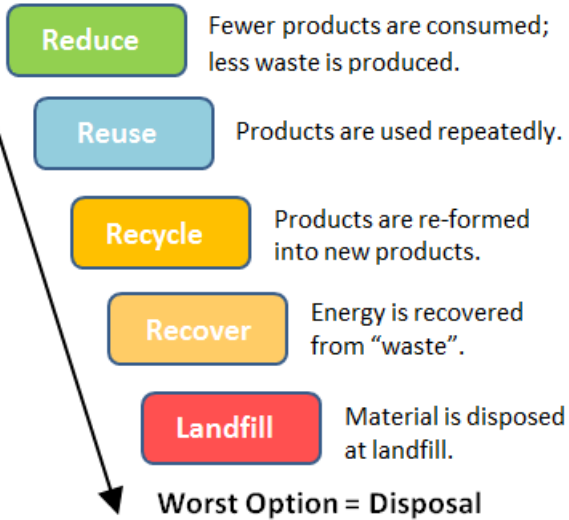 Reduce
Fewer products are consumed;
less waste is produced.
Reuse
Products are used repeatedly.
Recycle
Products are re-formed
into new products.
Recover
Energy is recovered
from “waste”.
Landfill
Material is disposed
at landfill.
Worst Option = Disposal